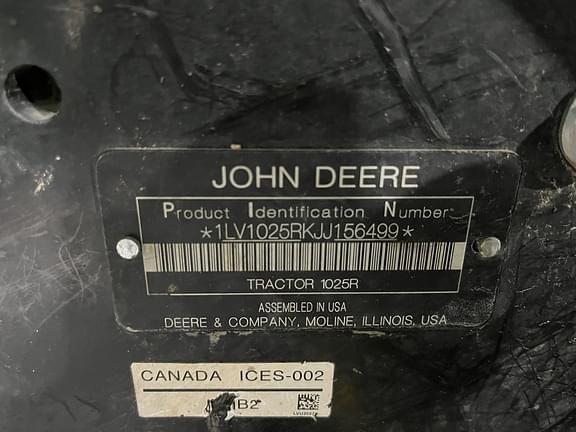 JOHN DEERE
Product Identification Number
*1LV1025RKJJ156499*
TRACTOR 1025R
ASSEMBLED IN USA
DEERE & COMPANY, MOLINE, ILLINOIS, USA
CANADA ICES-002